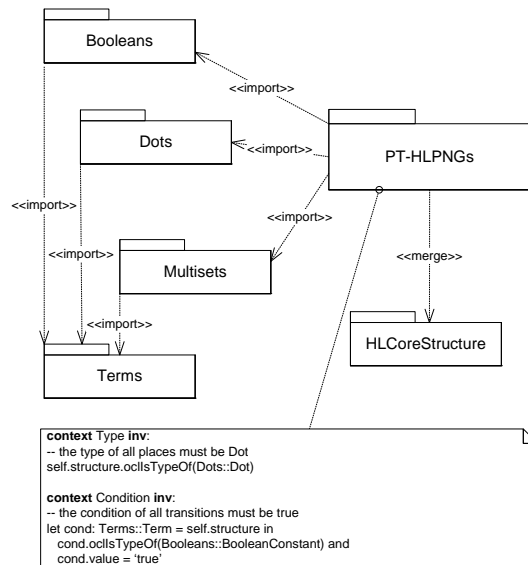 Booleans
<<import>>
Dots
<<import>>
PT-HLPNGs
<<import>>
<<import>>
<<import>>
Multisets
<<merge>>
<<import>>
HLCoreStructure
Terms
context Type inv:
-- the type of all places must be Dot
self.structure.oclIsTypeOf(Dots::Dot)
context Condition inv:
-- the condition of all transitions must be true
let cond: Terms::Term = self.structure in
cond.oclIsTypeOf(Booleans::BooleanConstant) and
cond.value = ‘true’